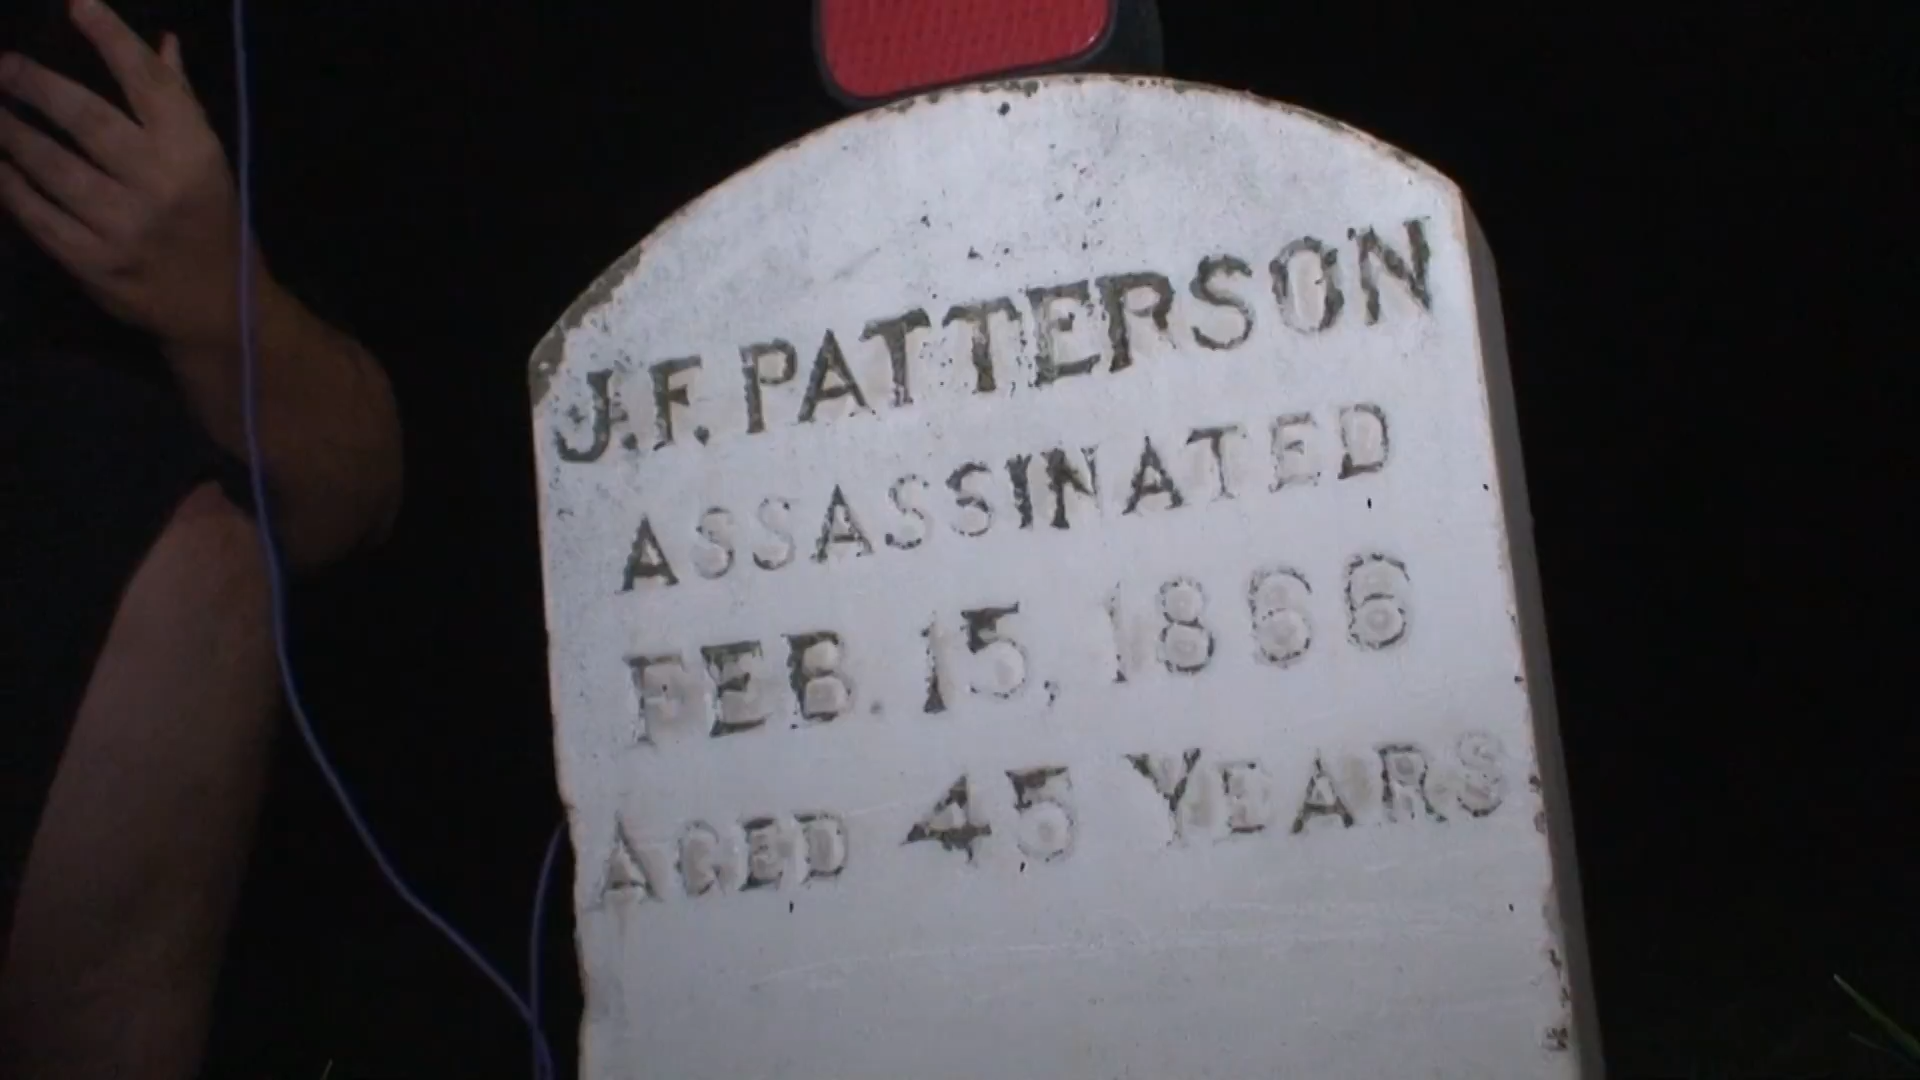 J.F. PATTERSON
ASSASSINATED
FEB. 15, 1866
AGED 45 YEARS